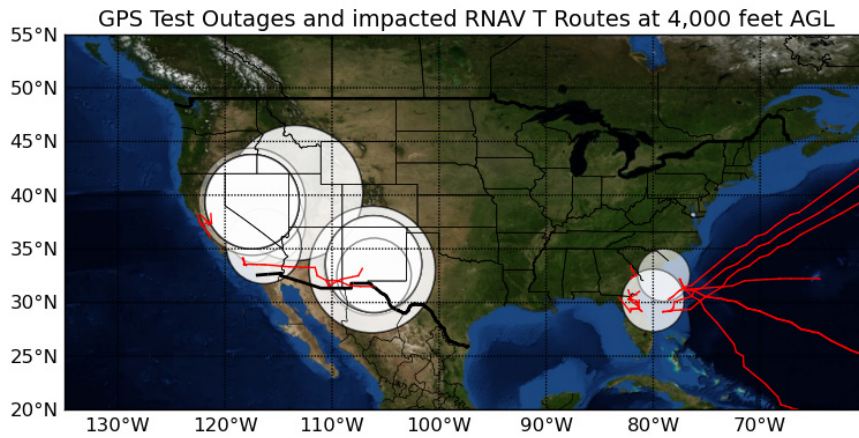 GPS Test Outages and impacted RNAV T Routes at 4,000 feet AGL
55°N
50°N
45°N
40°N
35°N
30°N
25°N
20°N
130°W
120°W
110°W
100°W
90°W
80°W
70°W